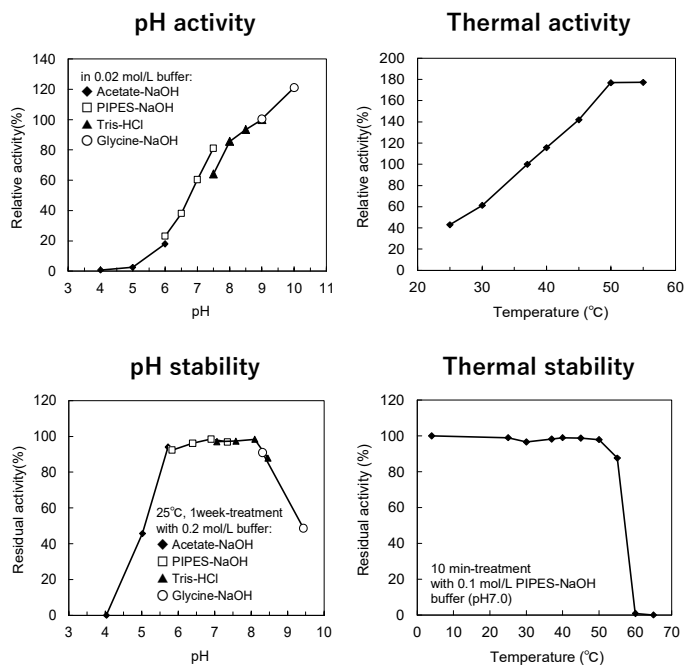 pH activity
140
120
100
80
60
40
20
0
Relative activity(%)
in 0.02 mol/L buffer:
Acetate-NaOH
PIPES-NaOH
Tris-HCl
Glycine-NaOH
3 4 5 6 7 8 9 10 11
pH
Thermal activity
200
180
160
140
120
100
80
60
40
20
0
Relative activity(%)
20 30 40 50 60
Temperature (℃)
pH stability
120
100
80
60
40
20
0
Residual activity(%)
25℃, 1week-treatment
with 0.2 mol/L buffer:
Acetate-NaOH
PIPES-NaOH
Tris-HCl
Glycine-NaOH
3 4 5 6 7 8 9 10
pH
Thermal stability
120
100
80
60
40
20
0
Residual activity (%)
10 min-treatment
with 0.1 mol/L PIPES-NaOH
buffer (pH7.0)
0 10 20 30 40 50 60 70
Temperature (℃)